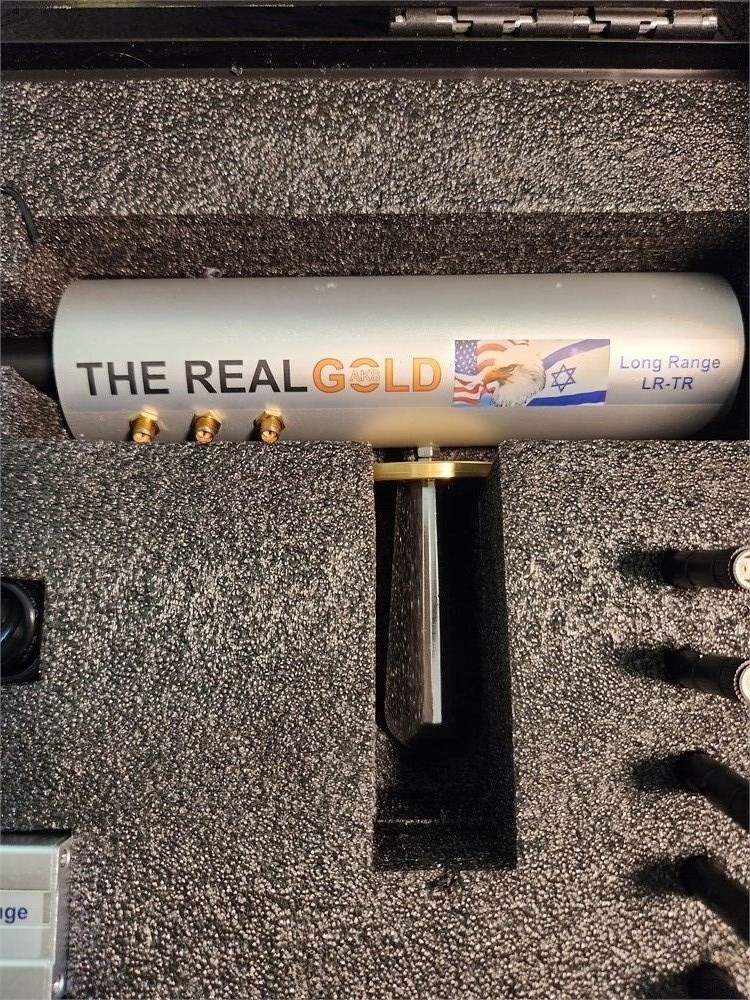 THE REAL GOLD
AKS
Long Range
LR-TR
nge